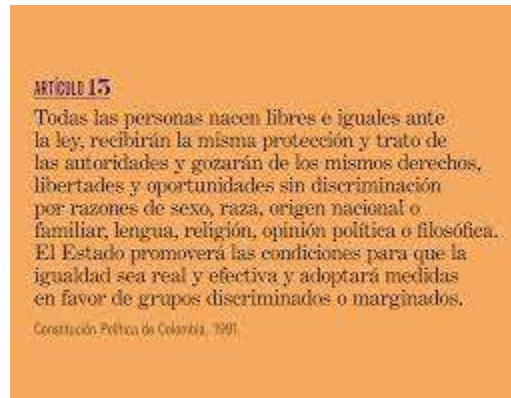 ARTÍCULO 13
Todas las personas nacen libres e iguales ante
la ley, recibirán la misma protección y trato de
las autoridades y gozarán de los mismos derechos,
libertades y oportunidades sin discriminación
por razones de sexo, raza, origen nacional o
familiar, lengua, religión, opinión política o filosófica.
El Estado promoverá las condiciones para que la
igualdad sea real y efectiva y adoptará medidas
en favor de grupos discriminados o marginados.
Constitución Política de Colombia, 1991.